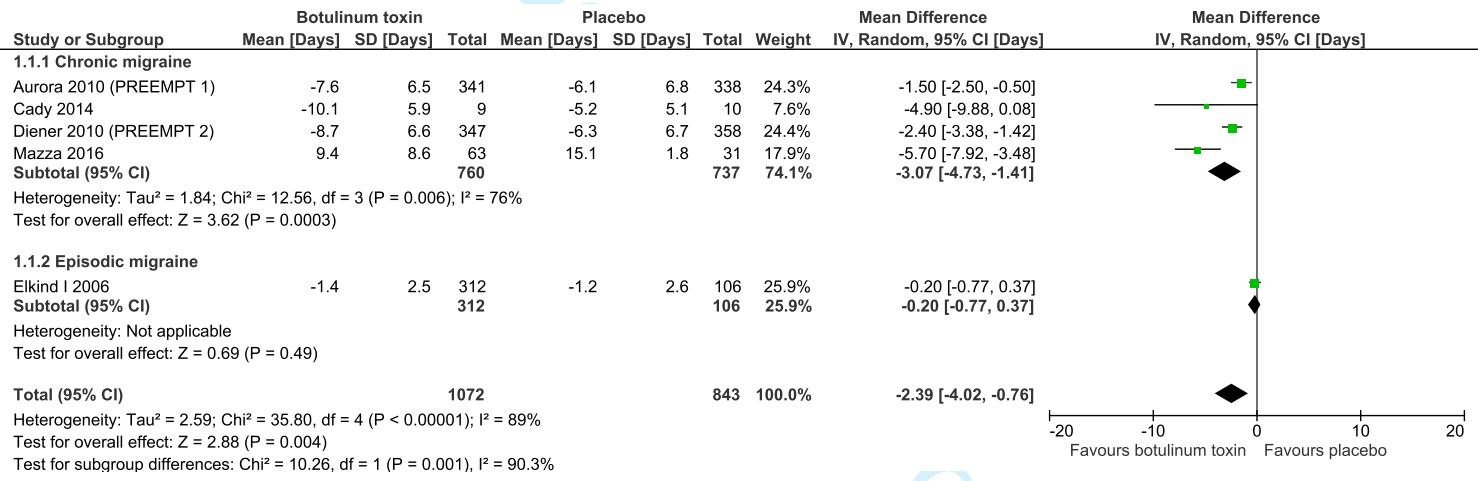 Botulinum toxin Placebo Mean Difference Mean Difference
Study or Subgroup Mean [Days] SD [Days] Total Mean [Days] SD [Days] Total Weight IV, Random, 95% CI [Days] IV, Random, 95% CI [Days]
1.1.1 Chronic migraine
Aurora 2010 (PREEMPT 1) -7.6 6.5 341 -6.1 6.8 338 24.3% -1.50 [-2.50, -0.50]
Cady 2014 -10.1 5.9 9 -5.2 5.1 10 7.6% -4.90 [-9.88, 0.08]
Diener 2010 (PREEMPT 2) -8.7 6.6 347 -6.3 6.7 358 24.4% -2.40 [-3.38, -1.42]
Mazza 2016 9.4 8.6 63 15.1 1.8 31 17.9% -5.70 [-7.92, -3.48]
Subtotal (95% CI) 760 737 74.1% -3.07 [-4.73, -1.41]
Heterogeneity: Tau² = 1.84; Chi² = 12.56, df = 3 (P = 0.006); I² = 76%
Test for overall effect: Z = 3.62 (P = 0.0003)
1.1.2 Episodic migraine
Elkind I 2006 -1.4 2.5 312 -1.2 2.6 106 25.9% -0.20 [-0.77, 0.37]
Subtotal (95% CI) 312 106 25.9% -0.20 [-0.77, 0.37]
Heterogeneity: Not applicable
Test for overall effect: Z = 0.69 (P = 0.49)
Total (95% CI) 1072 843 100.0% -2.39 [-4.02, -0.76]
Heterogeneity: Tau² = 2.59; Chi² = 35.80, df = 4 (P < 0.00001); I² = 89%
Test for overall effect: Z = 2.88 (P = 0.004)
Test for subgroup differences: Chi² = 10.26, df = 1 (P = 0.001), I² = 90.3%
-20 -10 0 10 20
Favours botulinum toxin Favours placebo